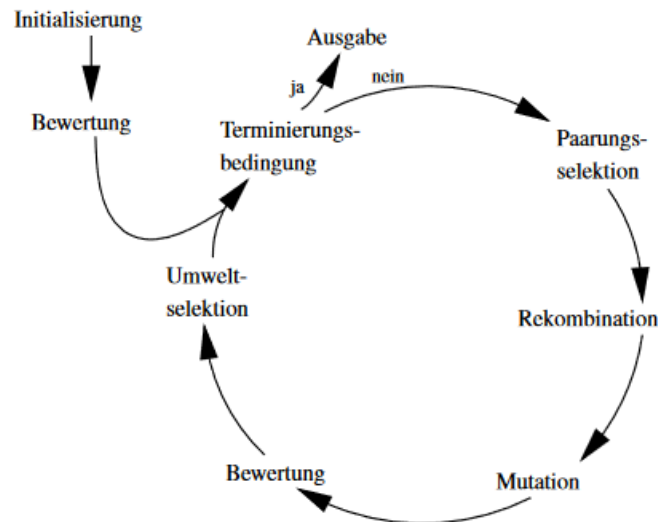 Initialisierung
Ausgabe
ja
nein
Bewertung
Terminierungs-
bedingung
Paarungs-
selektion
Umwelt-
selektion
Rekombination
Bewertung
Mutation